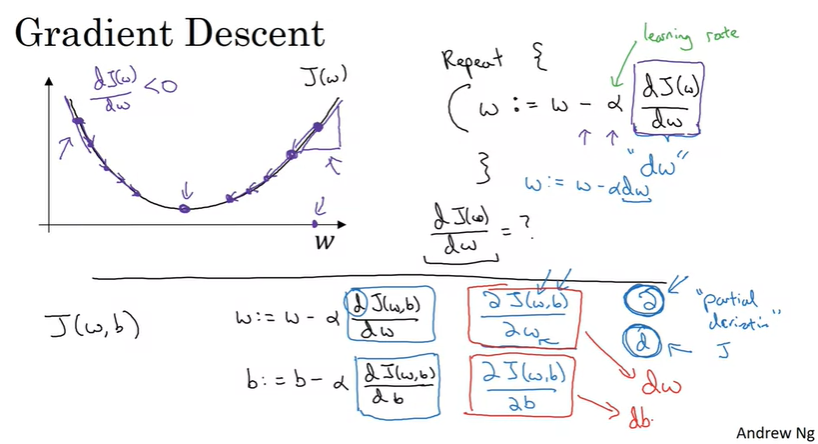 Gradient Descent
dJ(w)/dw < 0
J(w)
w
learning rate
Repeat {
w := w - α dJ(w)/dw
"dw"
}
w := w - αdw
dJ(w)/dw = ?
J(w,b)
w := w - α dJ(w,b)/dw
∂J(w,b)/∂w
∂ "partial
derivative"
d J
b := b - α dJ(w,b)/db
∂J(w,b)/∂b
dw
db
Andrew Ng